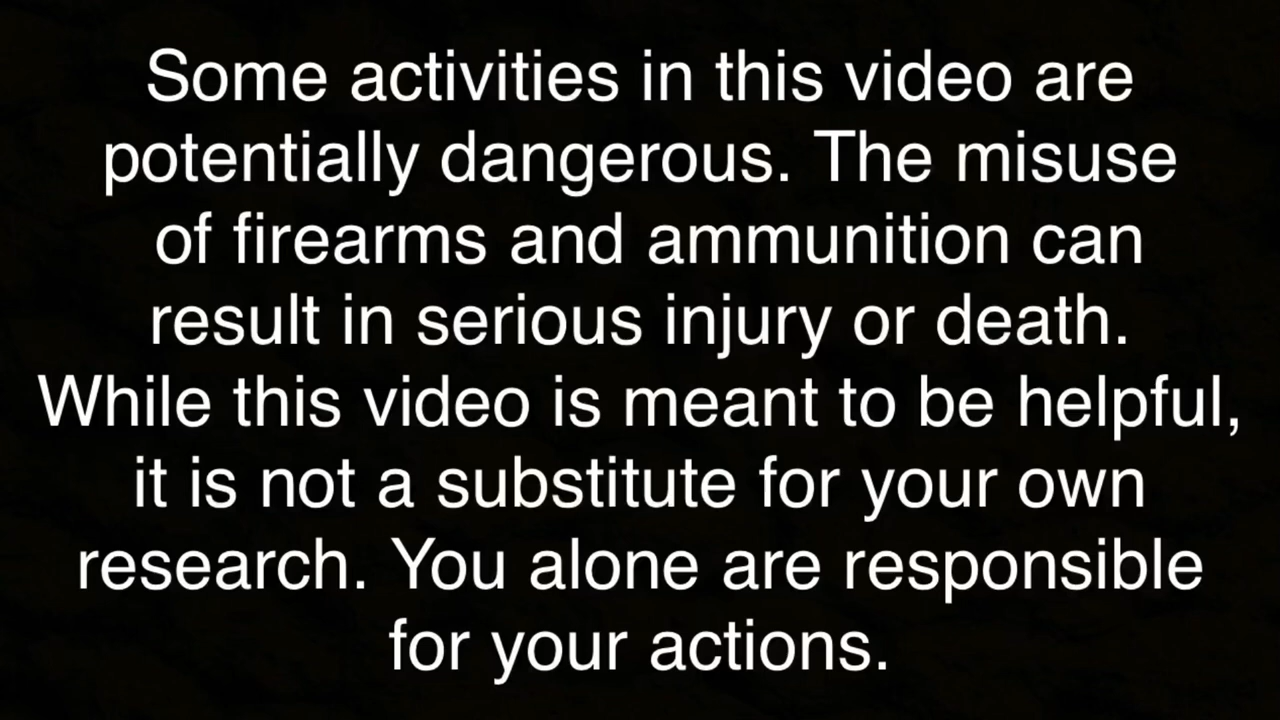 Some activities in this video are
potentially dangerous. The misuse
of firearms and ammunition can
result in serious injury or death.
While this video is meant to be helpful,
it is not a substitute for your own
research. You alone are responsible
for your actions.